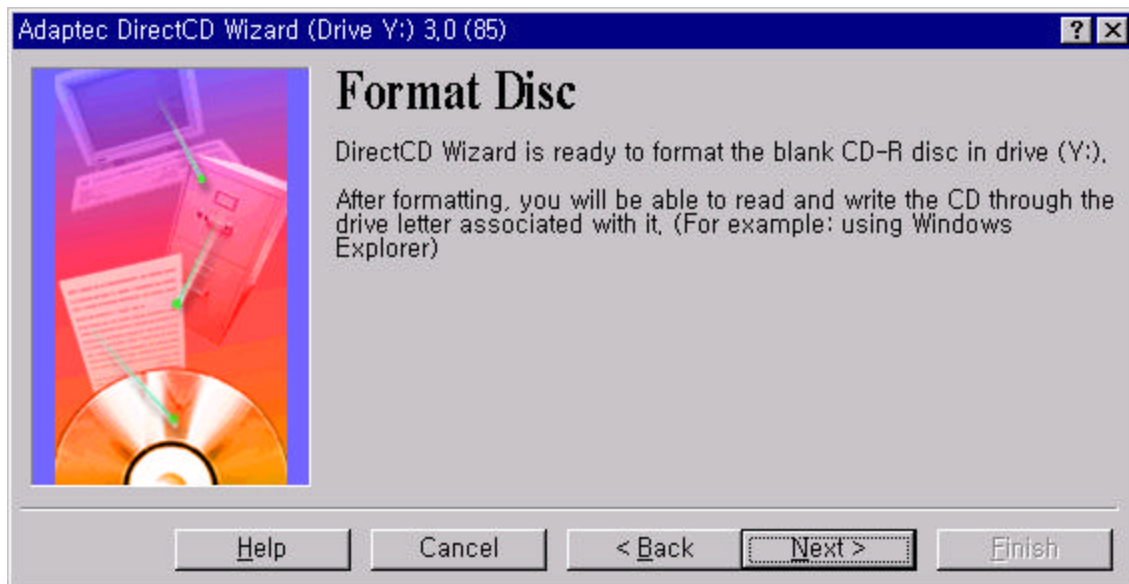 Adaptec DirectCD Wizard (Drive Y:) 3.0 (85)
Format Disc
DirectCD Wizard is ready to format the blank CD-R disc in drive (Y:).
After formatting, you will be able to read and write the CD through the
drive letter associated with it. (For example: using Windows
Explorer)
Help Cancel < Back Next > Finish